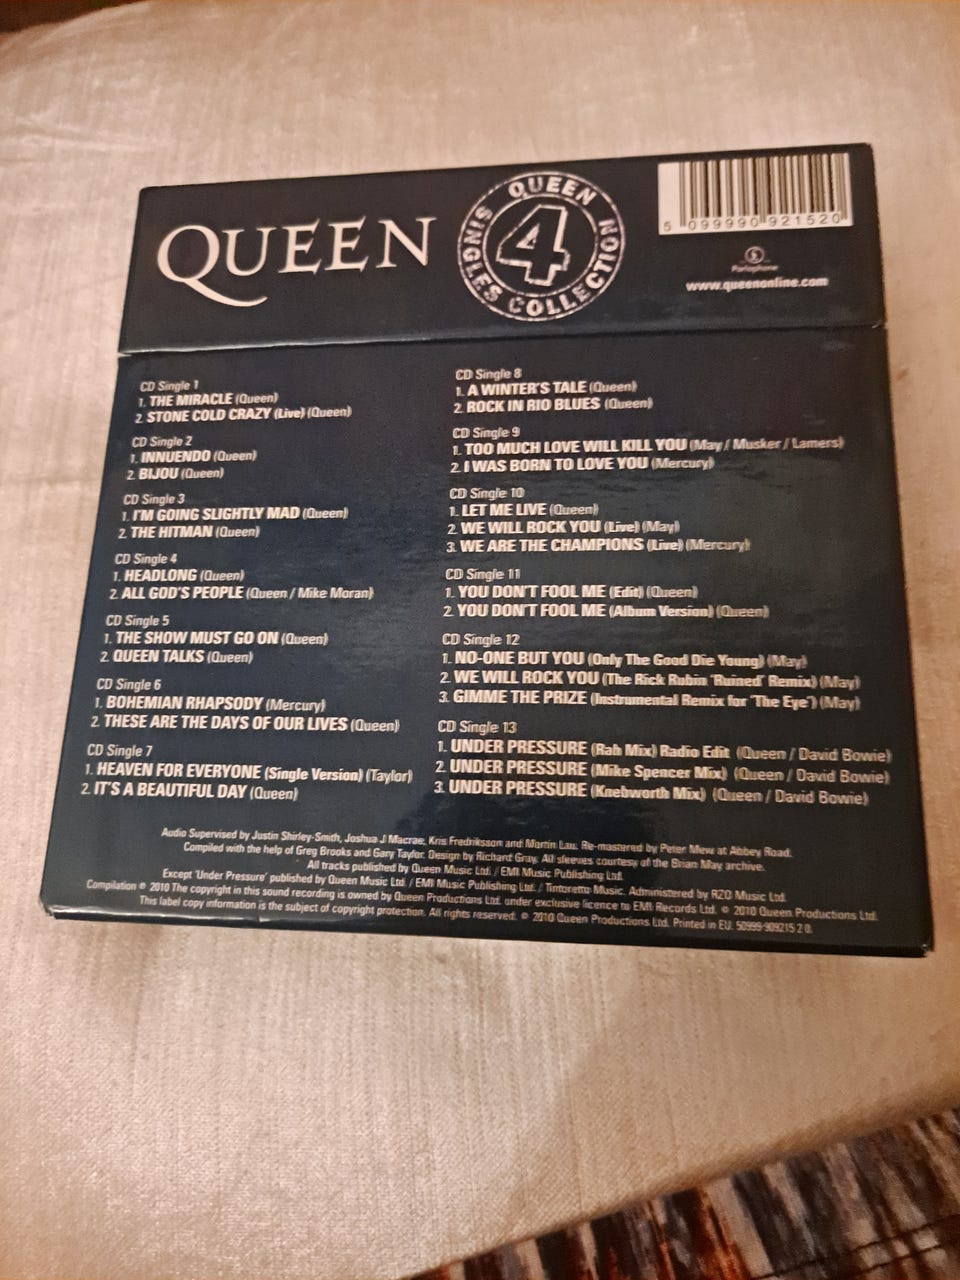 QUEEN
QUEEN SINGLES COLLECTION
4
5 099990 921520
Parlophone
www.queenonline.com
CD Single 1
1. THE MIRACLE (Queen)
2. STONE COLD CRAZY (Live) (Queen)
CD Single 2
1. INNUENDO (Queen)
2. BIJOU (Queen)
CD Single 3
1. I'M GOING SLIGHTLY MAD (Queen)
2. THE HITMAN (Queen)
CD Single 4
1. HEADLONG (Queen)
2. ALL GOD'S PEOPLE (Queen / Mike Moran)
CD Single 5
1. THE SHOW MUST GO ON (Queen)
2. QUEEN TALKS (Queen)
CD Single 6
1. BOHEMIAN RHAPSODY (Mercury)
2. THESE ARE THE DAYS OF OUR LIVES (Queen)
CD Single 7
1. HEAVEN FOR EVERYONE (Single Version) (Taylor)
2. IT'S A BEAUTIFUL DAY (Queen)
CD Single 8
1. A WINTER'S TALE (Queen)
2. ROCK IN RIO BLUES (Queen)
CD Single 9
1. TOO MUCH LOVE WILL KILL YOU (May / Musker / Lamers)
2. I WAS BORN TO LOVE YOU (Mercury)
CD Single 10
1. LET ME LIVE (Queen)
2. WE WILL ROCK YOU (Live) (May)
3. WE ARE THE CHAMPIONS (Live) (Mercury)
CD Single 11
1. YOU DON'T FOOL ME (Edit) (Queen)
2. YOU DON'T FOOL ME (Album Version) (Queen)
CD Single 12
1. NO-ONE BUT YOU (Only The Good Die Young) (May)
2. WE WILL ROCK YOU (The Rick Rubin 'Ruined' Remix) (May)
3. GIMME THE PRIZE (Instrumental Remix for 'The Eye') (May)
CD Single 13
1. UNDER PRESSURE (Rah Mix) Radio Edit (Queen / David Bowie)
2. UNDER PRESSURE (Mike Spencer Mix) (Queen / David Bowie)
3. UNDER PRESSURE (Knebworth Mix) (Queen / David Bowie)
Audio Supervised by Justin Shirley-Smith, Joshua J Macrae, Kris Fredriksson and Martin Lau. Re-mastered by Peter Mew at Abbey Road.
Compiled with the help of Greg Brooks and Gary Taylor. Design by Richard Gray. All sleeves courtesy of the Brian May archive.
All tracks published by Queen Music Ltd. / EMI Music Publishing Ltd.
Except 'Under Pressure' published by Queen Music Ltd. / EMI Music Publishing Ltd. / Tintoretto Music. Administered by RZO Music Ltd.
Compilation ℗ 2010 The copyright in this sound recording is owned by Queen Productions Ltd. under exclusive licence to EMI Records Ltd. © 2010 Queen Productions Ltd.
This label copy information is the subject of copyright protection. All rights reserved. © 2010 Queen Productions Ltd. Printed in EU. 50999-909215 2 0.